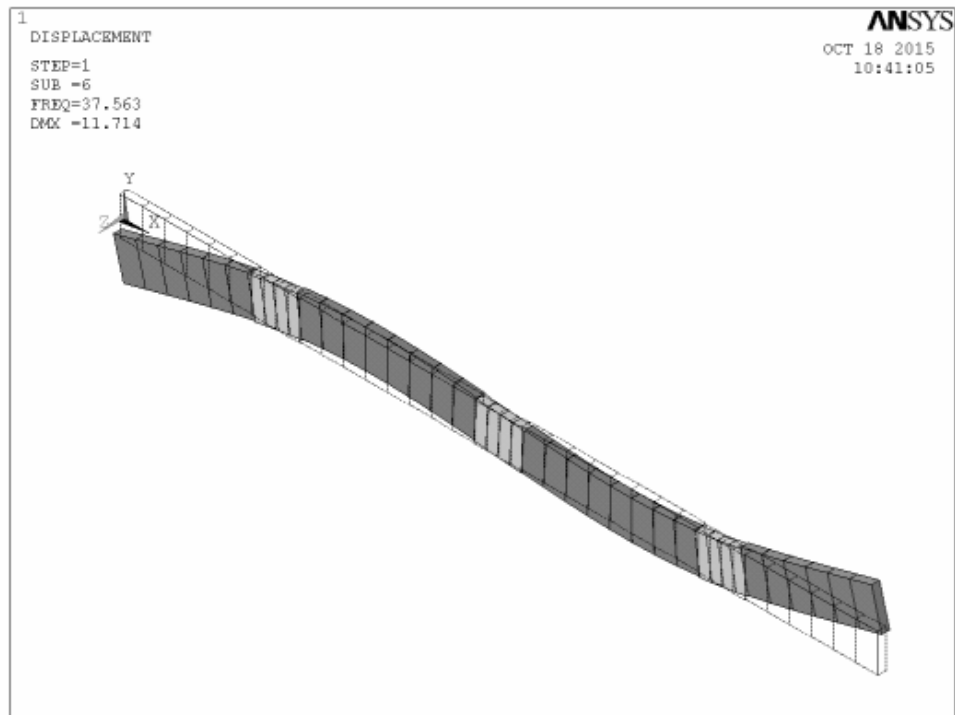 1
DISPLACEMENT
STEP=1
SUB =6
FREQ=37.563
DMX =11.714
ANSYS
OCT 18 2015
10:41:05
Y
Z
X